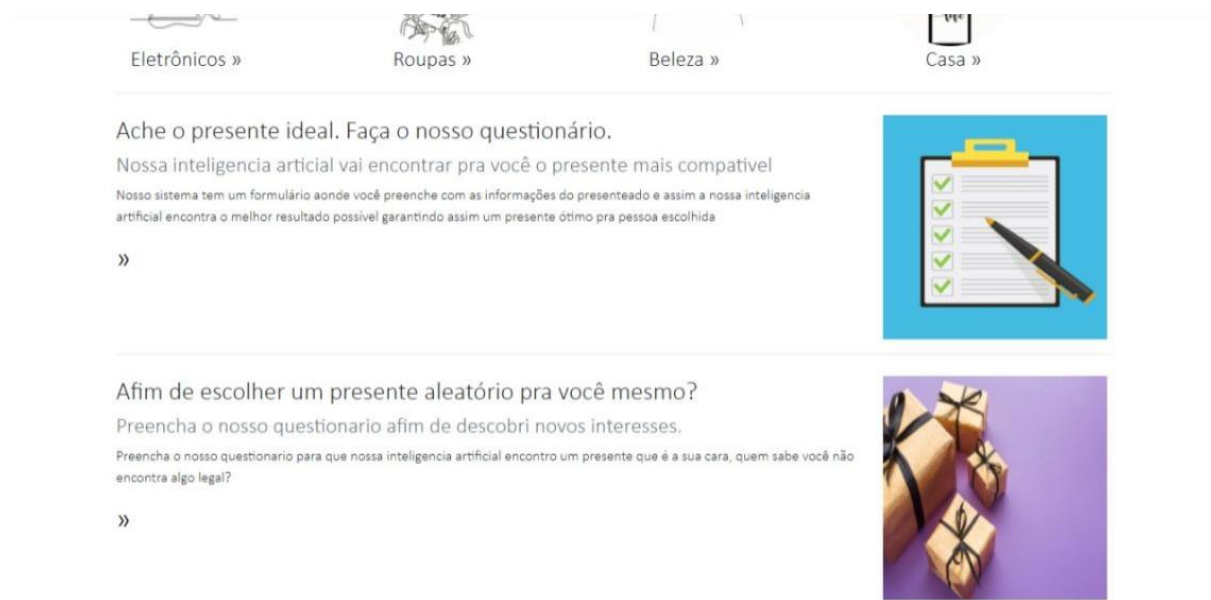 Eletrônicos »
Roupas »
Beleza »
Casa »
Ache o presente ideal. Faça o nosso questionário.
Nossa inteligencia articial vai encontrar pra você o presente mais compativel
Nosso sistema tem um formulário aonde você preenche com as informações do presenteado e assim a nossa inteligencia
artificial encontra o melhor resultado possível garantindo assim um presente ótimo pra pessoa escolhida
»
Afim de escolher um presente aleatório pra você mesmo?
Preencha o nosso questionario afim de descobri novos interesses.
Preencha o nosso questionario para que nossa inteligencia artificial encontro um presente que é a sua cara, quem sabe você não
encontra algo legal?
»